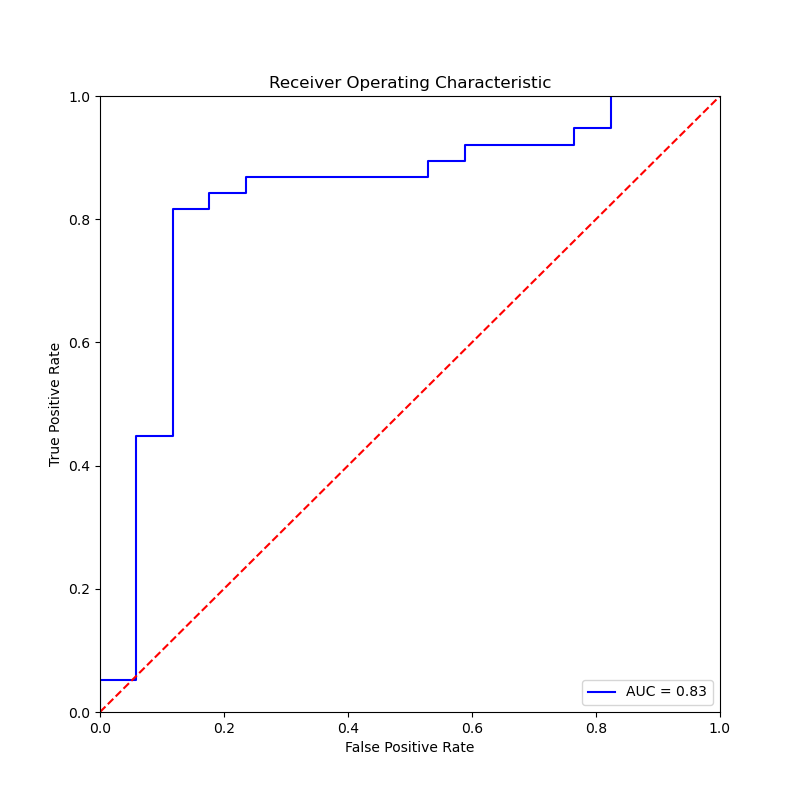 Receiver Operating Characteristic
True Positive Rate
1.0
0.8
0.6
0.4
0.2
0.0
AUC = 0.83
0.0 0.2 0.4 0.6 0.8 1.0
False Positive Rate